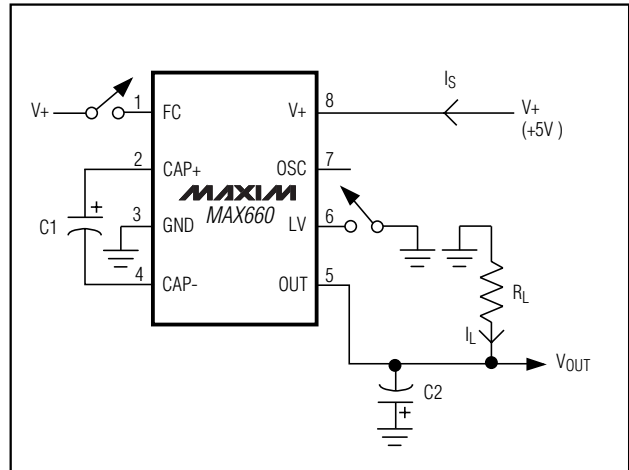 IS
V+ 1 FC V+ 8 V+
(+5V )
2 CAP+ OSC 7
MAXIM
MAX660
C1 + 3 GND LV 6
4 CAP- OUT 5
RL
IL
VOUT
C2
+